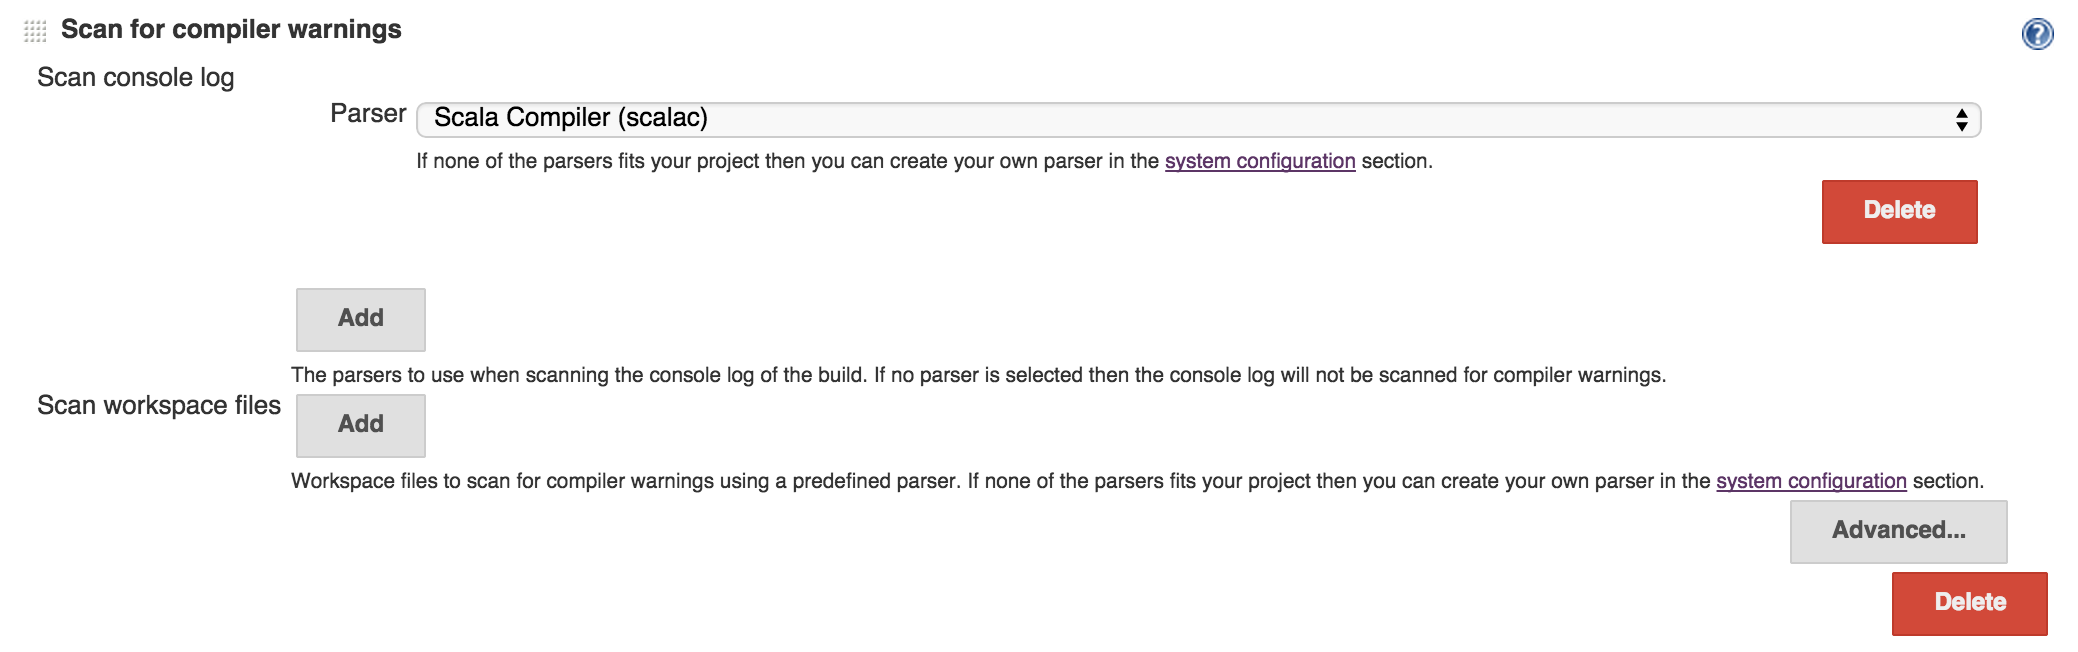 Scan for compiler warnings
?
Scan console log
Parser Scala Compiler (scalac)
If none of the parsers fits your project then you can create your own parser in the system configuration section.
Delete
Add
The parsers to use when scanning the console log of the build. If no parser is selected then the console log will not be scanned for compiler warnings.
Scan workspace files Add
Workspace files to scan for compiler warnings using a predefined parser. If none of the parsers fits your project then you can create your own parser in the system configuration section.
Advanced...
Delete